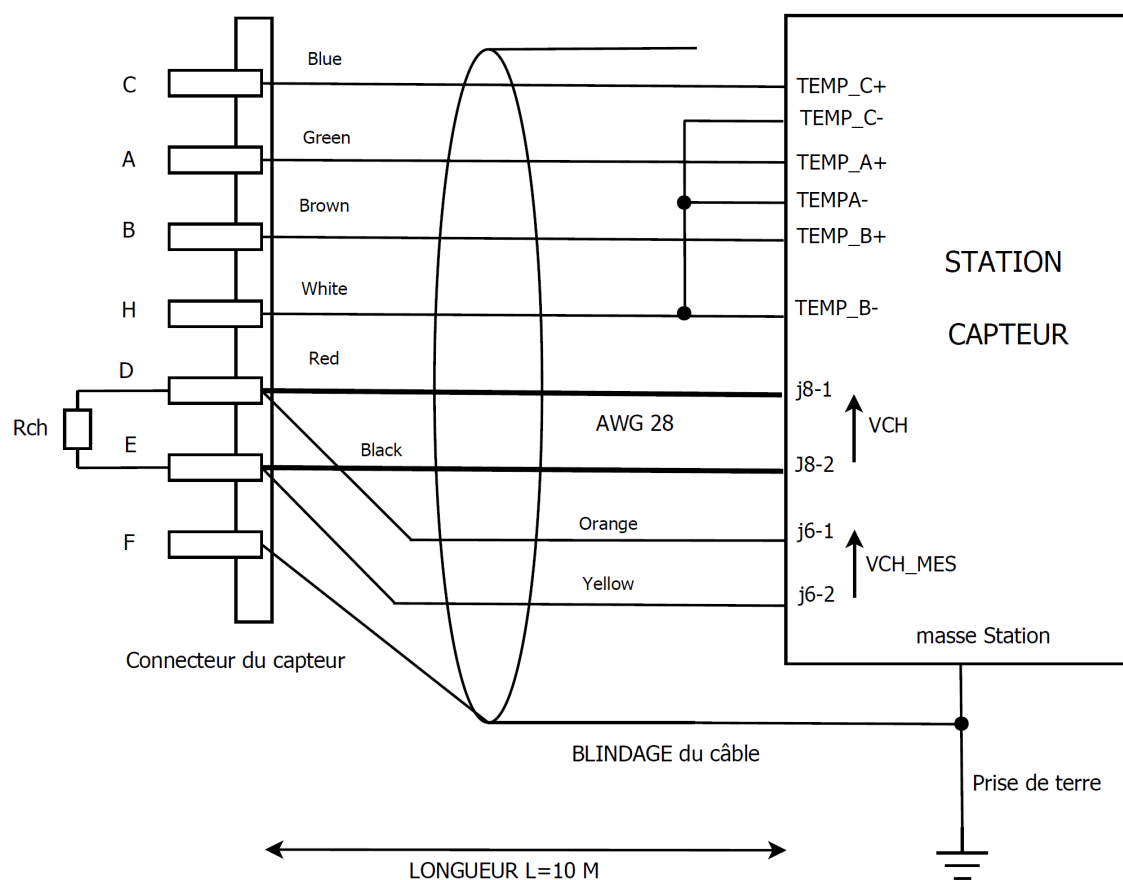 Blue
C
TEMP_C+
TEMP_C-
Green
A
TEMP_A+
Brown
TEMPA-
B
TEMP_B+
STATION
White
H
TEMP_B-
CAPTEUR
Red
D
j8-1
Rch
AWG 28
VCH
E
Black
J8-2
Orange
j6-1
F
VCH_MES
Yellow
j6-2
masse Station
Connecteur du capteur
BLINDAGE du câble
Prise de terre
LONGUEUR L=10 M